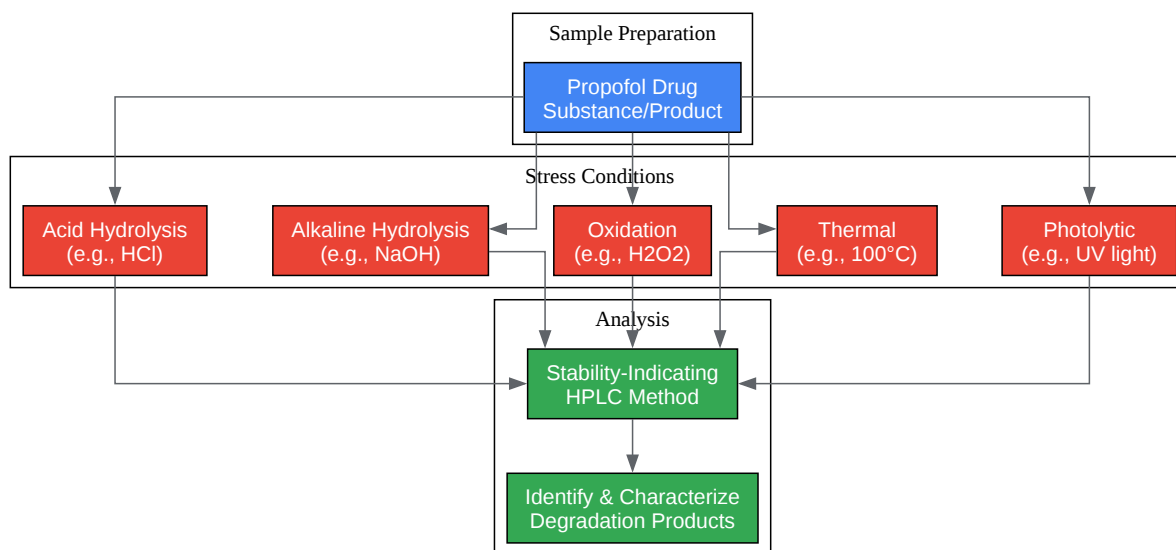 Sample Preparation
Propofol Drug
Substance/Product
Stress Conditions
Acid Hydrolysis
(e.g., HCl)
Alkaline Hydrolysis
(e.g., NaOH)
Oxidation
(e.g., H2O2)
Thermal
(e.g., 100°C)
Photolytic
(e.g., UV light)
Analysis
Stability-Indicating
HPLC Method
Identify & Characterize
Degradation Products